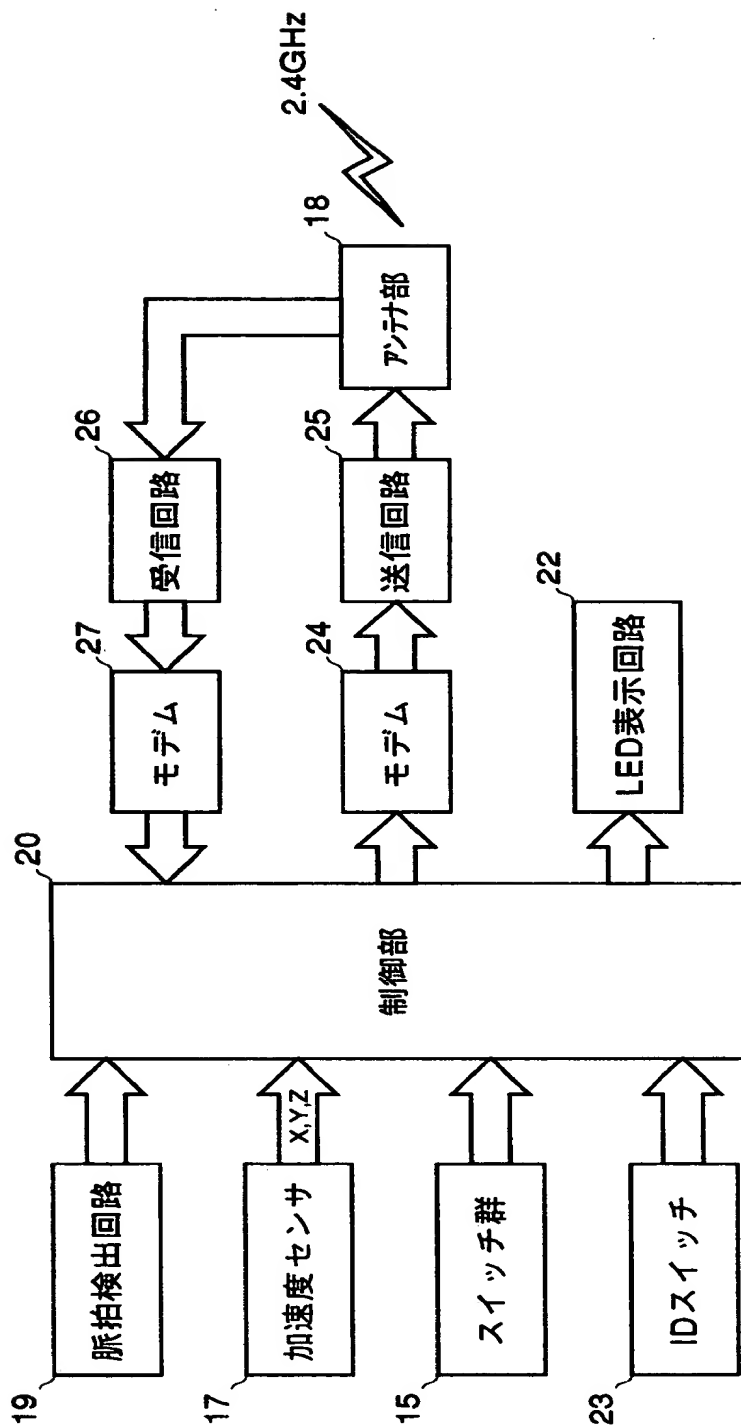 19
脈拍検出回路
17
加速度センサ
X,Y,Z
15
スイッチ群
23
IDスイッチ
20
制御部
27
モデム
26
受信回路
24
モデム
25
送信回路
18
アンテナ部
2.4GHz
22
LED表示回路